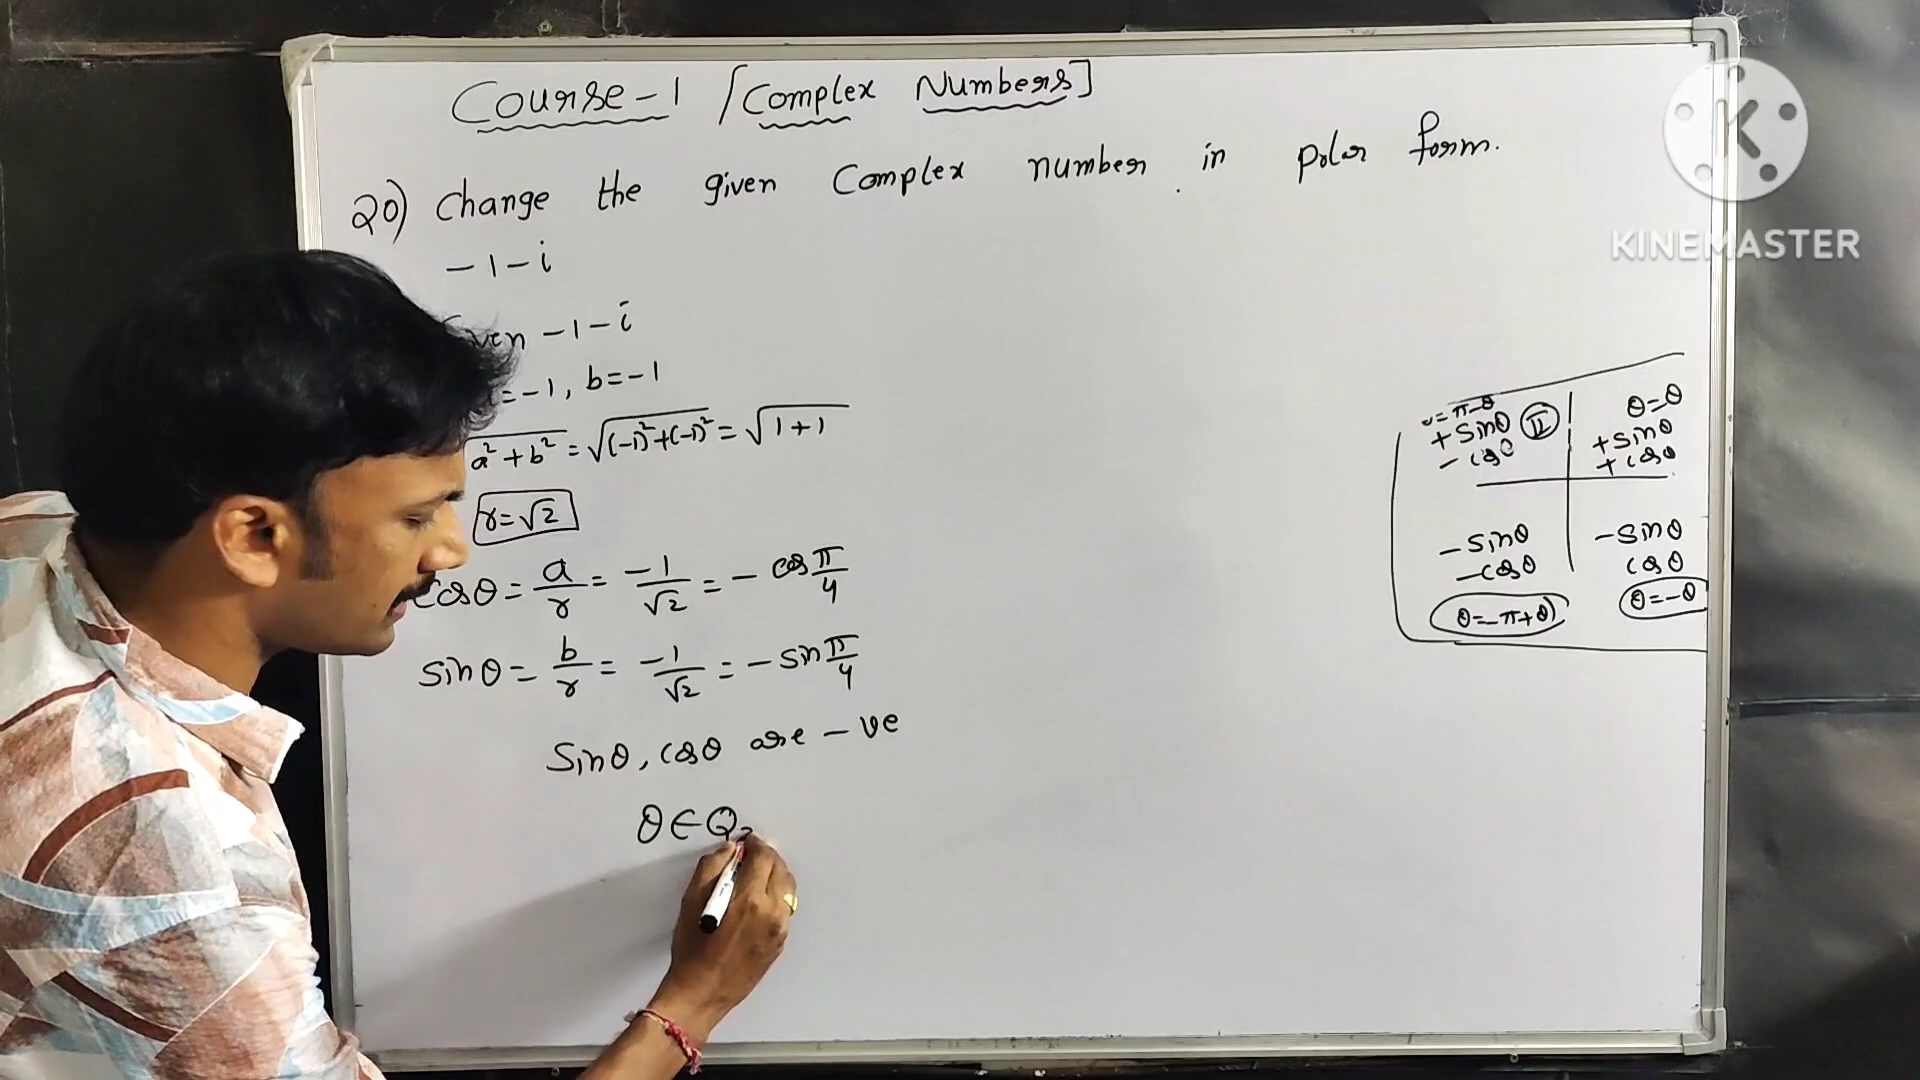 Course-1 [Complex Numbers]
20) Change the given Complex number in polar form.
-1-i
-1-i
=-1, b=-1
√a²+b² = √(-1)²+(-1)² = √1+1
r=√2
cosθ = a/r = -1/√2 = -cos π/4
sinθ = b/r = -1/√2 = -sin π/4
Sinθ, cosθ are -ve
θ∈Q
=π-θ
+sinθ
-cosθ
II
θ=θ
+sinθ
+cosθ
-sinθ
-cosθ
θ=-π+θ
-sinθ
cosθ
θ=-θ
K
KINEMASTER